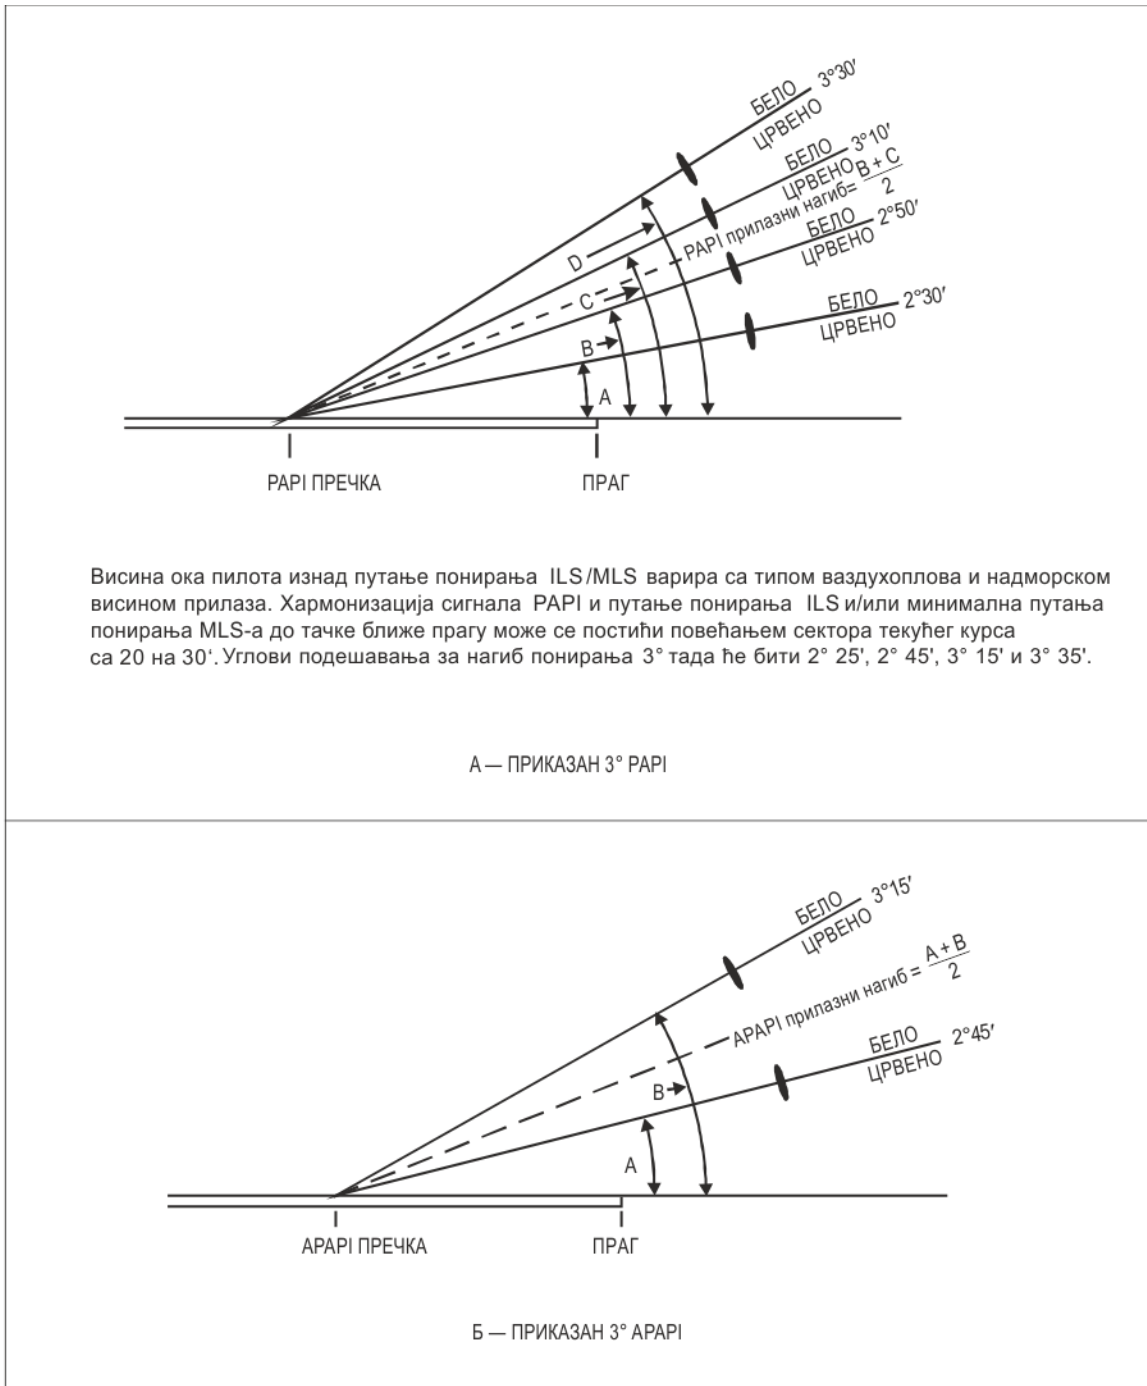 БЕЛО 3°30′
ЦРВЕНО
БЕЛО 3°10′
ЦРВЕНО
PAPI прилазни нагиб= B + C
2
БЕЛО 2°50′
ЦРВЕНО
БЕЛО 2°30′
ЦРВЕНО
D
C
B
A
PAPI ПРЕЧКА
ПРАГ
Висина ока пилота изнад путање понирања ILS/MLS варира са типом ваздухоплова и надморском
висином прилаза. Хармонизација сигнала PAPI и путање понирања ILS и/или минимална путања
понирања MLS-а до тачке ближе прагу може се постићи повећањем сектора текућег курса
са 20 на 30‘. Углови подешавања за нагиб понирања 3° тада ће бити 2° 25', 2° 45', 3° 15' и 3° 35'.
А — ПРИКАЗАН 3° PAPI
БЕЛО 3°15′
ЦРВЕНО
APAPI прилазни нагиб = A + B
2
БЕЛО 2°45′
ЦРВЕНО
B
A
APAPI ПРЕЧКА
ПРАГ
Б — ПРИКАЗАН 3° APAPI